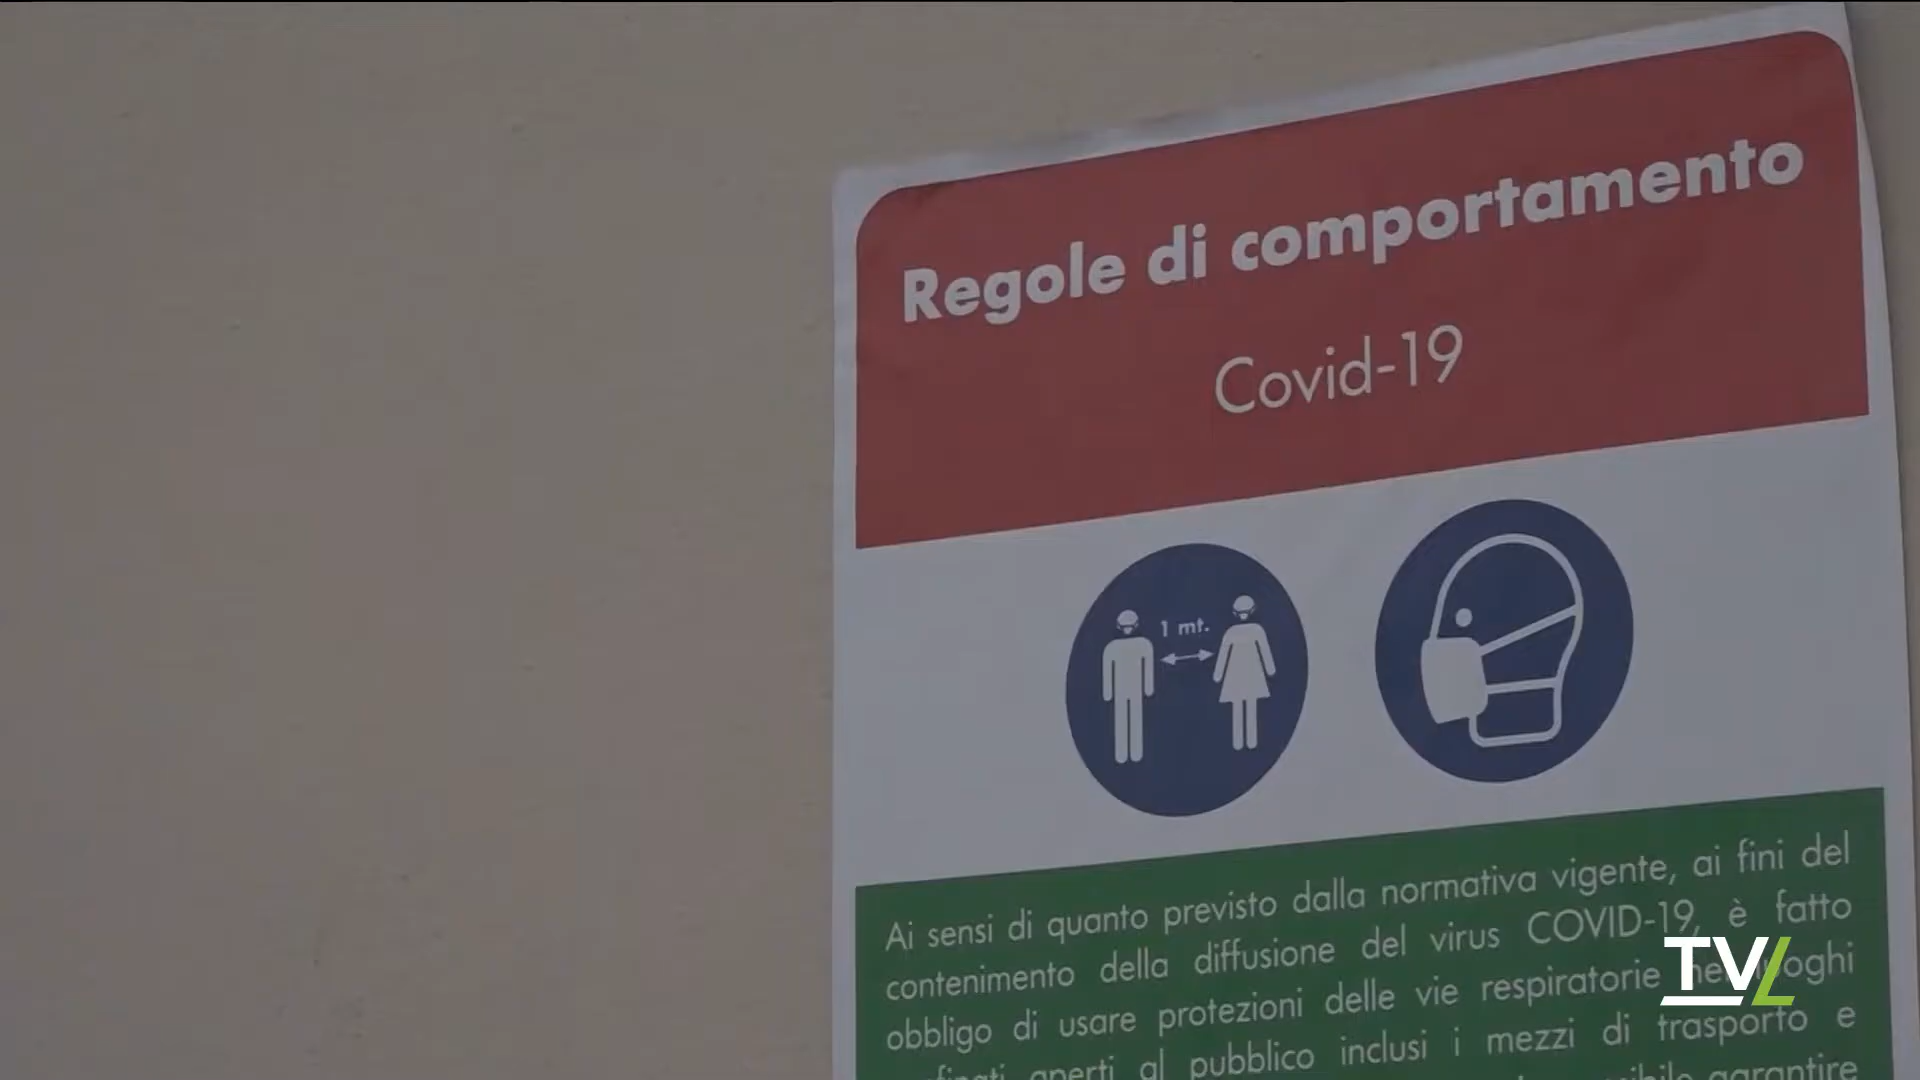 Regole di comportamento
Covid-19
1 mt.
Ai sensi di quanto previsto dalla normativa vigente, ai fini del
contenimento della diffusione del virus COVID-19, è fatto
obbligo di usare protezioni delle vie respiratorie
aperti al pubblico inclusi i mezzi di trasporto e
garantire
TVL